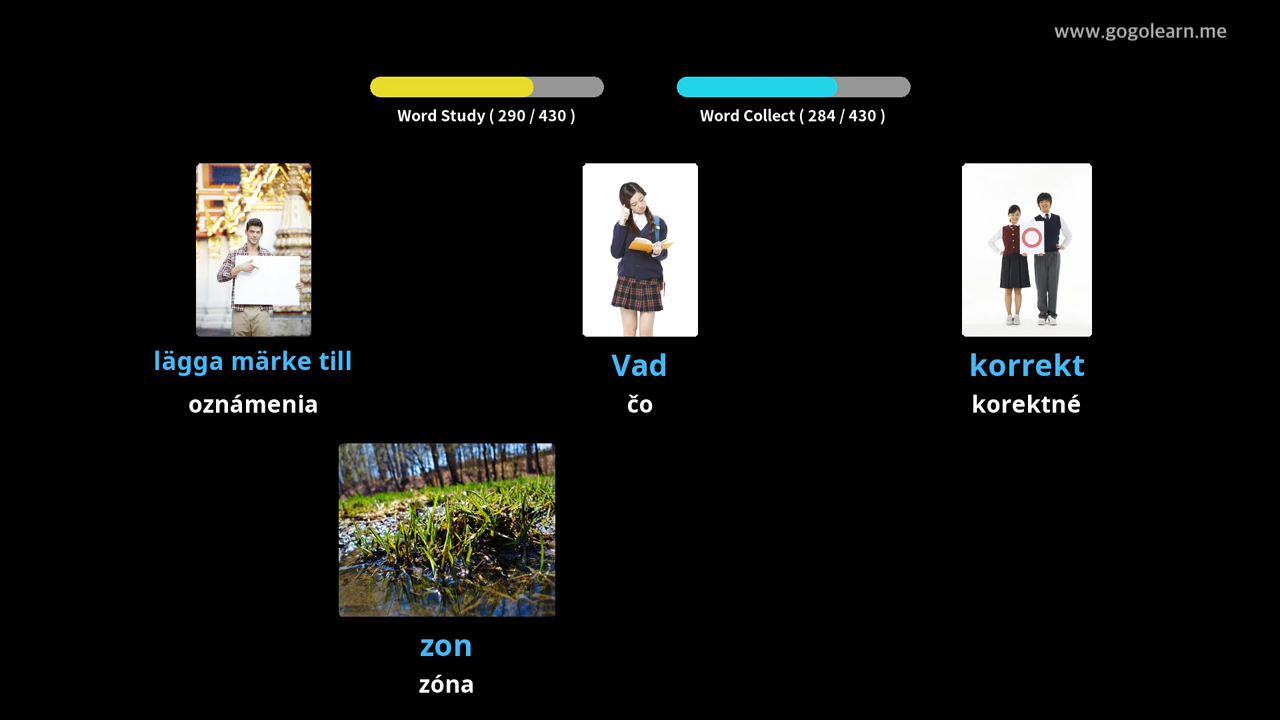 www.gogolearn.me
Word Study ( 290 / 430 )
Word Collect ( 284 / 430 )
lägga märke till
Vad
korrekt
oznámenia
čo
korektné
zon
zóna